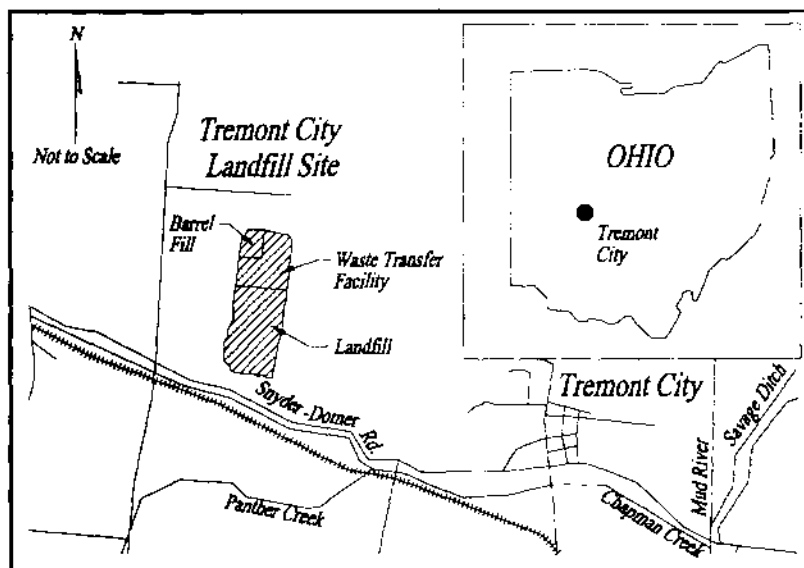 N
Not to Scale
Tremont City
Landfill Site
Barrel
Fill
Waste Transfer
Facility
Landfill
OHIO
Tremont
City
Snyder-Domer
Rd.
Tremont City
Savage Ditch
Mud River
Panther Creek
Chapman Creek